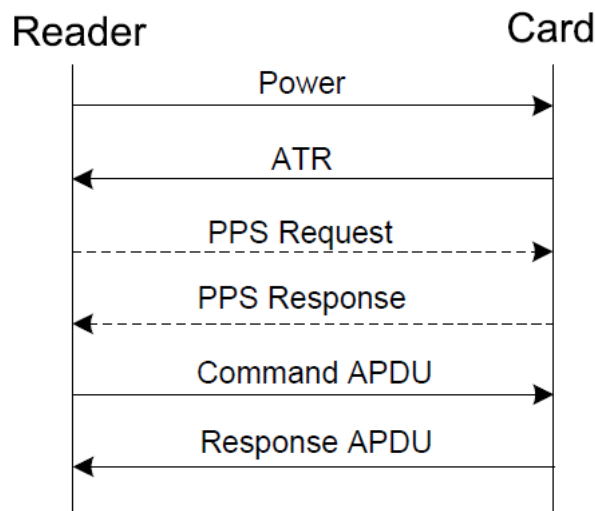 Reader Card
Power
ATR
PPS Request
PPS Response
Command APDU
Response APDU